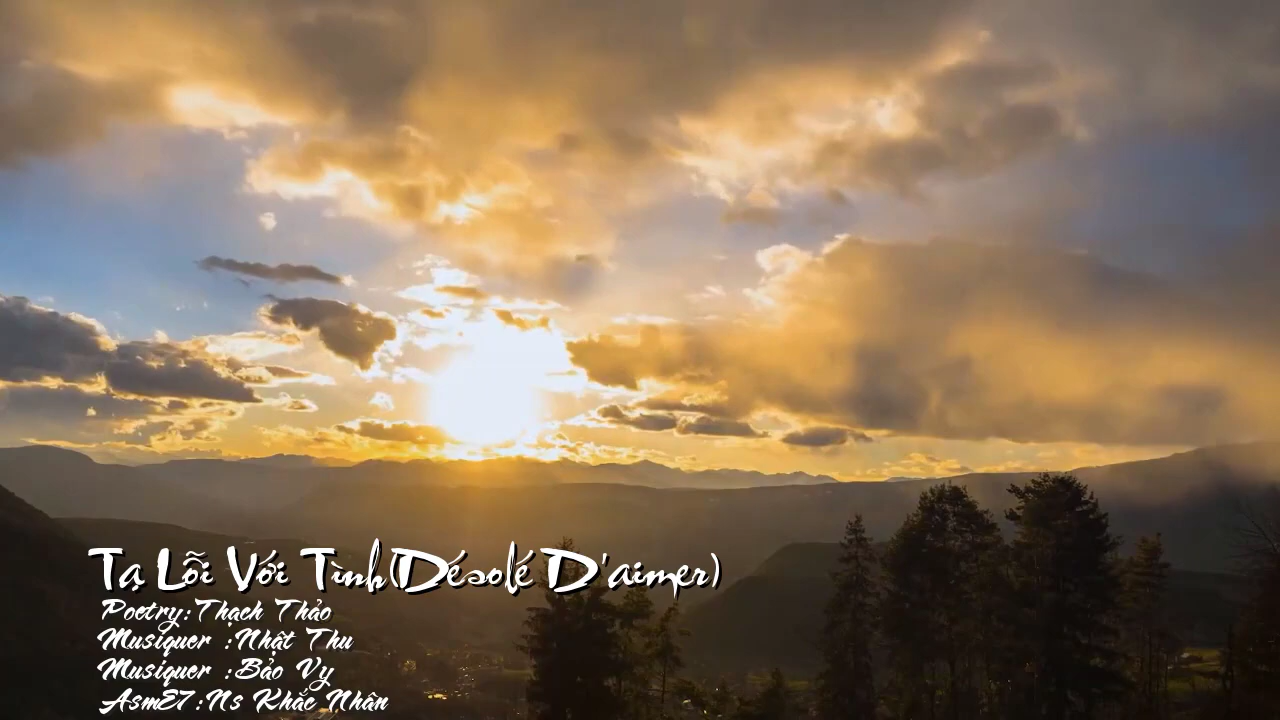 Tạ Lỗi Với Tình(Désolé D'aimer)
Poetry:Thạch Thảo
Musiquer :Nhật Thu
Musiquer :Bảo Vy
AsmE7:Ns Khắc Nhân